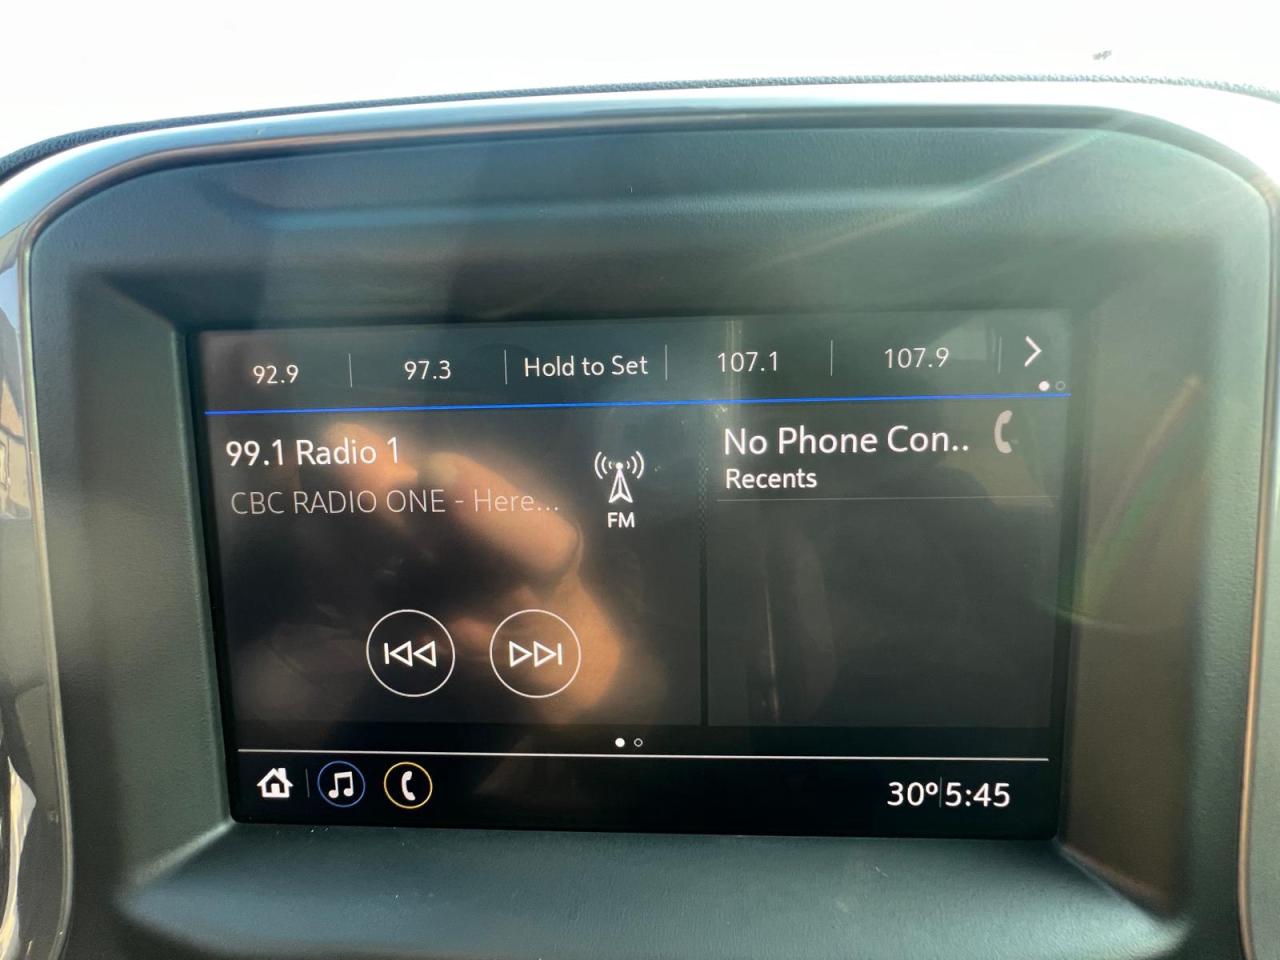 92.9 97.3 Hold to Set 107.1 107.9
99.1 Radio 1
CBC RADIO ONE - Here...
FM
No Phone Con..
Recents
30° 5:45